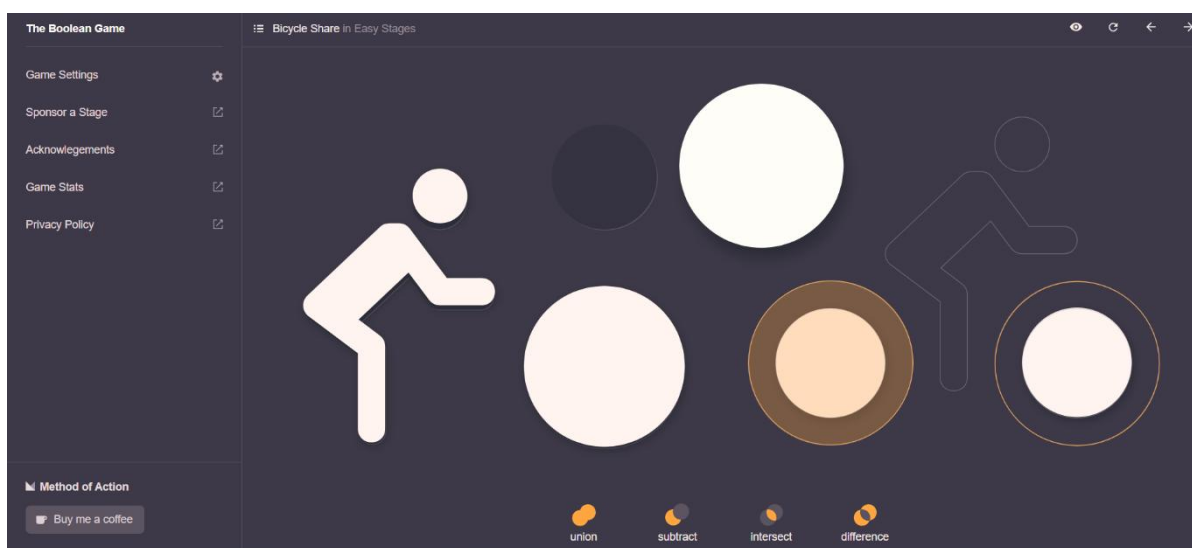 The Boolean Game
Bicycle Share in Easy Stages
Game Settings
Sponsor a Stage
Acknowlegements
Game Stats
Privacy Policy
Method of Action
Buy me a coffee
union
subtract
intersect
difference